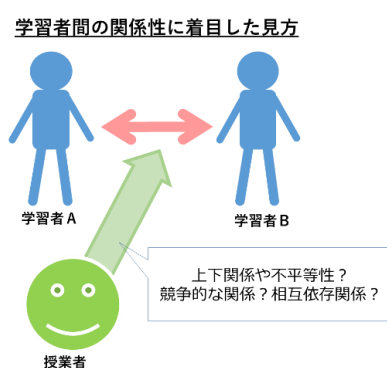 学習者間の関係性に着目した見方
学習者A
学習者B
上下関係や不平等性？
競争的な関係？相互依存関係？
授業者